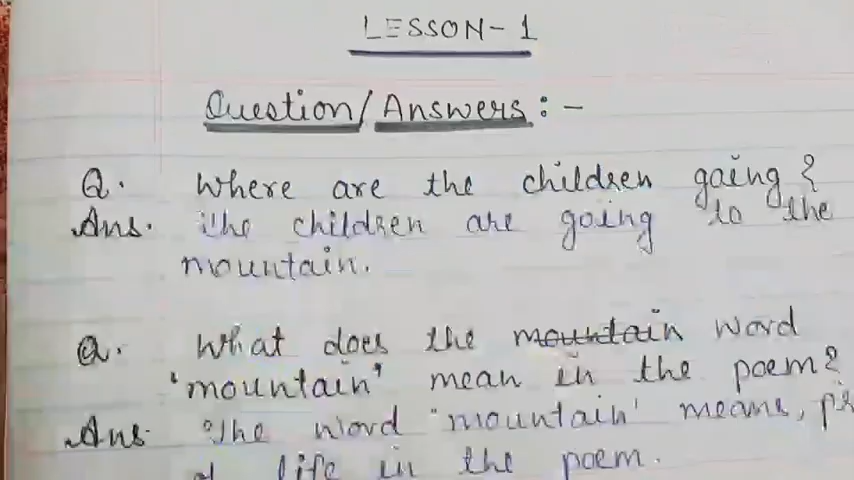 LESSON-1
Question/Answers:-
Q. Where are the children going?
Ans. The children are going to the
mountain.
Q. What does the mountain word
'mountain' mean in the poem?
Ans. The word 'mountain' means,
of life in the poem.